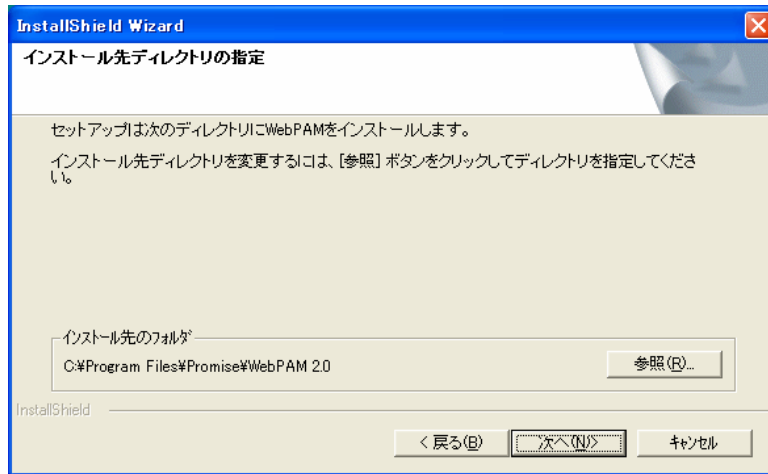 InstallShield Wizard
インストール先ディレクトリの指定
セットアップは次のディレクトリにWebPAMをインストールします。
インストール先ディレクトリを変更するには、[参照] ボタンをクリックしてディレクトリを指定してくださ
い。
インストール先のフォルダ
C:¥Program Files¥Promise¥WebPAM 2.0
参照(R)...
InstallShield
< 戻る(B)
次へ(N)>
キャンセル